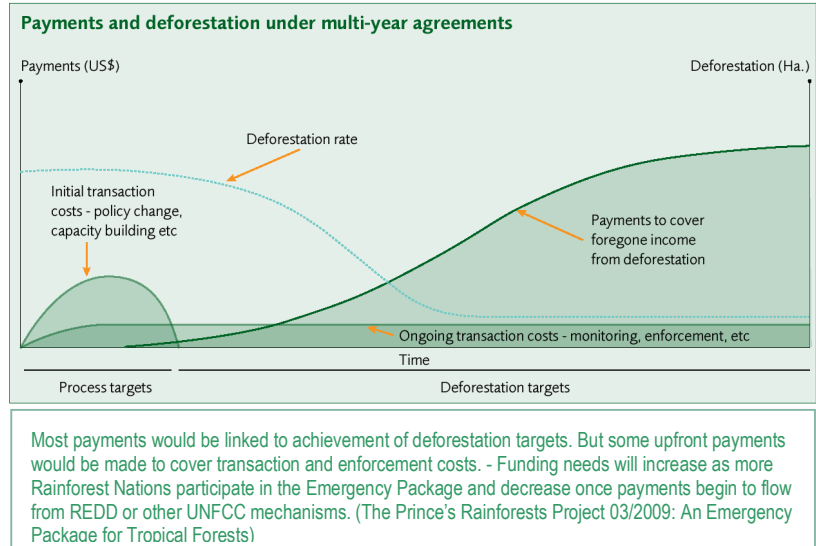 Payments and deforestation under multi-year agreements
Payments (US$)
Deforestation (Ha.)
Deforestation rate
Initial transaction
costs - policy change,
capacity building etc
Payments to cover
foregone income
from deforestation
Ongoing transaction costs - monitoring, enforcement, etc
Time
Process targets
Deforestation targets
Most payments would be linked to achievement of deforestation targets. But some upfront payments
would be made to cover transaction and enforcement costs. - Funding needs will increase as more
Rainforest Nations participate in the Emergency Package and decrease once payments begin to flow
from REDD or other UNFCC mechanisms. (The Prince's Rainforests Project 03/2009: An Emergency
Package for Tropical Forests)